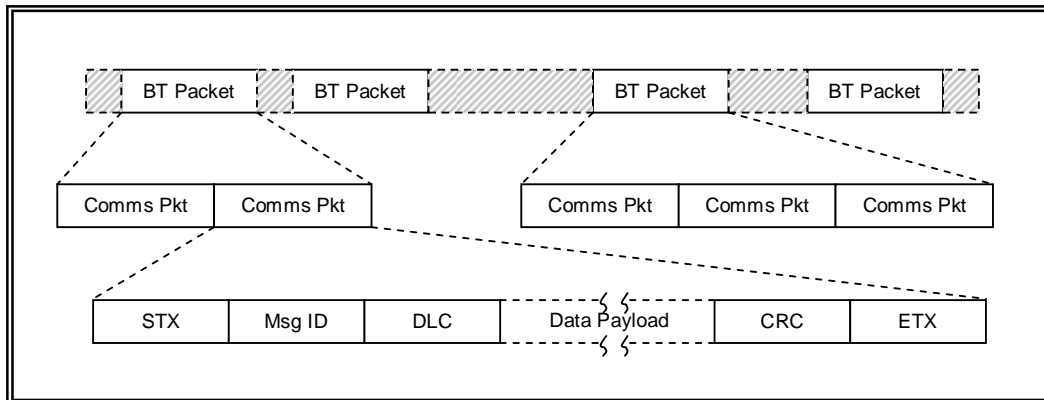 BT Packet BT Packet BT Packet BT Packet
Comms Pkt Comms Pkt Comms Pkt Comms Pkt Comms Pkt
STX Msg ID DLC Data Payload CRC ETX